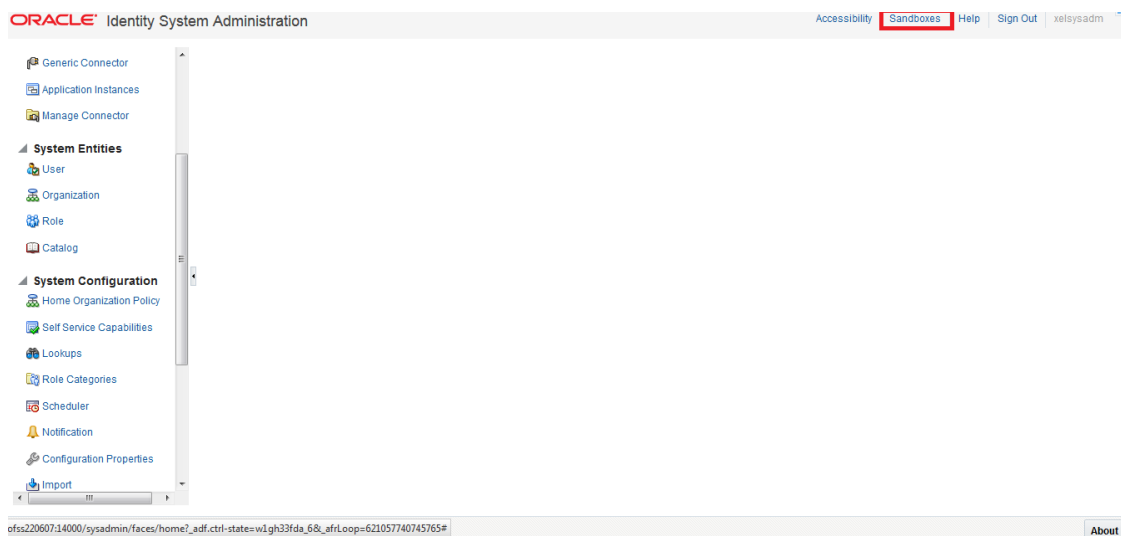 ORACLE® Identity System Administration
Accessibility Sandboxes Help Sign Out xelsysadm
Generic Connector
Application Instances
Manage Connector
System Entities
User
Organization
Role
Catalog
System Configuration
Home Organization Policy
Self Service Capabilities
Lookups
Role Categories
Scheduler
Notification
Configuration Properties
Import
ofss220607:14000/sysadmin/faces/home?_adf.ctrl-state=w1gh33fda_6&_afrLoop=621057740745765#
About